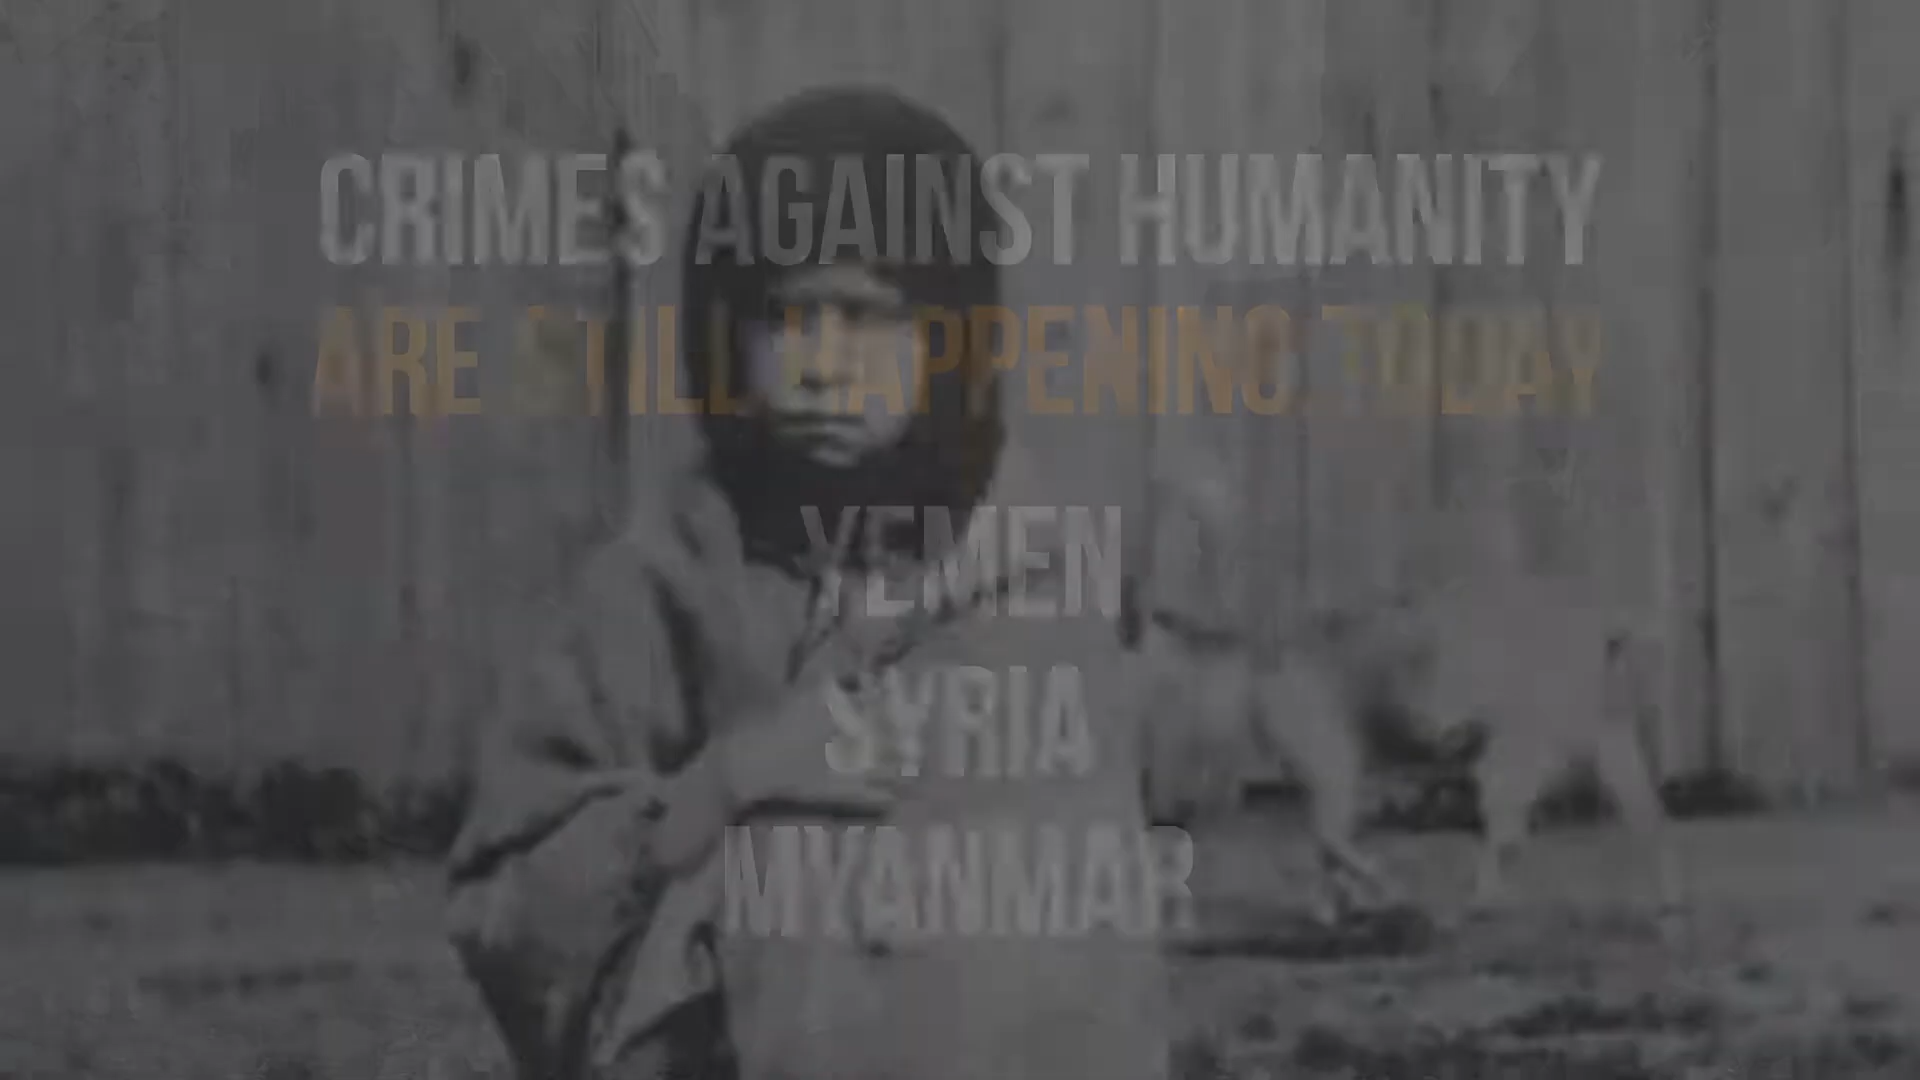 CRIMES AGAINST HUMANITY
ARE STILL HAPPENING TODAY
YEMEN
SYRIA
MYANMAR